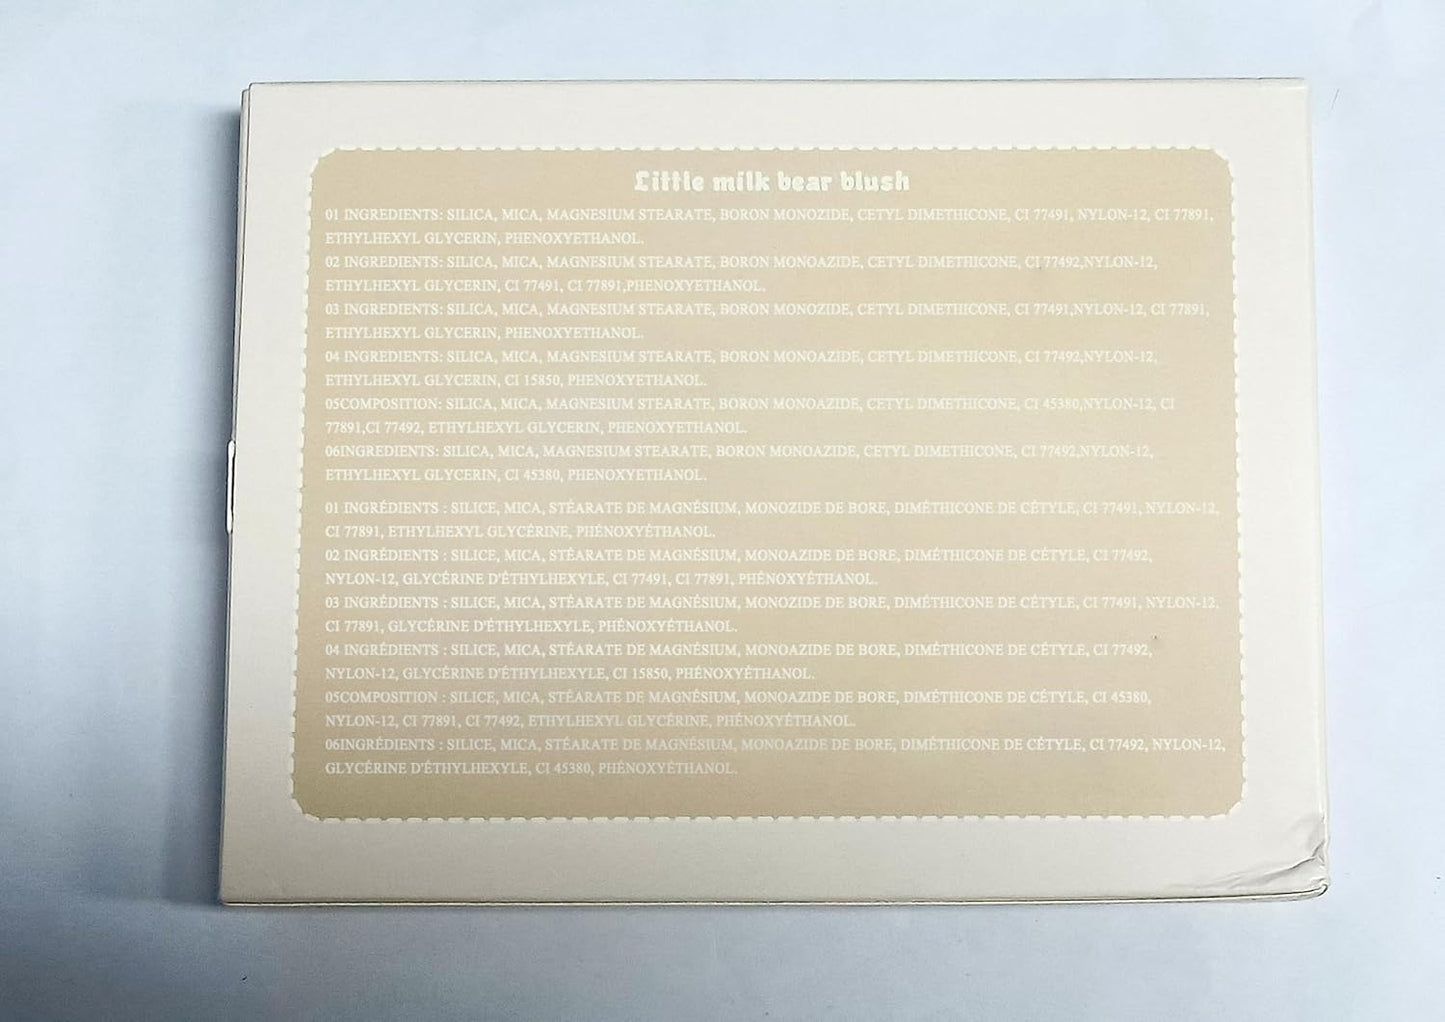 Little milk bear blush
01 INGREDIENTS: SILICA, MICA, MAGNESIUM STEARATE, BORON MONOZIDE, CETYL DIMETHICONE, CI 77491, NYLON-12, CI 77891,
ETHYLHEXYL GLYCERIN, PHENOXYETHANOL.
02 INGREDIENTS: SILICA, MICA, MAGNESIUM STEARATE, BORON MONOAZIDE, CETYL DIMETHICONE, CI 77492,NYLON-12,
ETHYLHEXYL GLYCERIN, CI 77491, CI 77891,PHENOXYETHANOL.
03 INGREDIENTS: SILICA, MICA, MAGNESIUM STEARATE, BORON MONOZIDE, CETYL DIMETHICONE, CI 77491,NYLON-12, CI 77891,
ETHYLHEXYL GLYCERIN, PHENOXYETHANOL.
04 INGREDIENTS: SILICA, MICA, MAGNESIUM STEARATE, BORON MONOAZIDE, CETYL DIMETHICONE, CI 77492,NYLON-12,
ETHYLHEXYL GLYCERIN, CI 15850, PHENOXYETHANOL.
05COMPOSITION: SILICA, MICA, MAGNESIUM STEARATE, BORON MONOAZIDE, CETYL DIMETHICONE, CI 45380,NYLON-12, CI
77891,CI 77492, ETHYLHEXYL GLYCERIN, PHENOXYETHANOL.
06INGREDIENTS: SILICA, MICA, MAGNESIUM STEARATE, BORON MONOAZIDE, CETYL DIMETHICONE, CI 77492,NYLON-12,
ETHYLHEXYL GLYCERIN, CI 45380, PHENOXYETHANOL.
01 INGRÉDIENTS : SILICE, MICA, STÉARATE DE MAGNÉSIUM, MONOZIDE DE BORE, DIMÉTHICONE DE CÉTYLE, CI 77491, NYLON-12,
CI 77891, ETHYLHEXYL GLYCÉRINE, PHÉNOXYÉTHANOL.
02 INGRÉDIENTS : SILICE, MICA, STÉARATE DE MAGNÉSIUM, MONOAZIDE DE BORE, DIMÉTHICONE DE CÉTYLE, CI 77492,
NYLON-12, GLYCÉRINE D'ÉTHYLHEXYLE, CI 77491, CI 77891, PHÉNOXYÉTHANOL.
03 INGRÉDIENTS : SILICE, MICA, STÉARATE DE MAGNÉSIUM, MONOZIDE DE BORE, DIMÉTHICONE DE CÉTYLE, CI 77491, NYLON-12,
CI 77891, GLYCÉRINE D'ÉTHYLHEXYLE, PHÉNOXYÉTHANOL.
04 INGRÉDIENTS : SILICE, MICA, STÉARATE DE MAGNÉSIUM, MONOAZIDE DE BORE, DIMÉTHICONE DE CÉTYLE, CI 77492,
NYLON-12, GLYCÉRINE D'ÉTHYLHEXYLE, CI 15850, PHÉNOXYÉTHANOL.
05COMPOSITION : SILICE, MICA, STÉARATE DE MAGNÉSIUM, MONOAZIDE DE BORE, DIMÉTHICONE DE CÉTYLE, CI 45380,
NYLON-12, CI 77891, CI 77492, ETHYLHEXYL GLYCÉRINE, PHÉNOXYÉTHANOL.
06INGRÉDIENTS : SILICE, MICA, STÉARATE DE MAGNÉSIUM, MONOAZIDE DE BORE, DIMÉTHICONE DE CÉTYLE, CI 77492, NYLON-12,
GLYCÉRINE D'ÉTHYLHEXYLE, CI 45380, PHÉNOXYÉTHANOL.